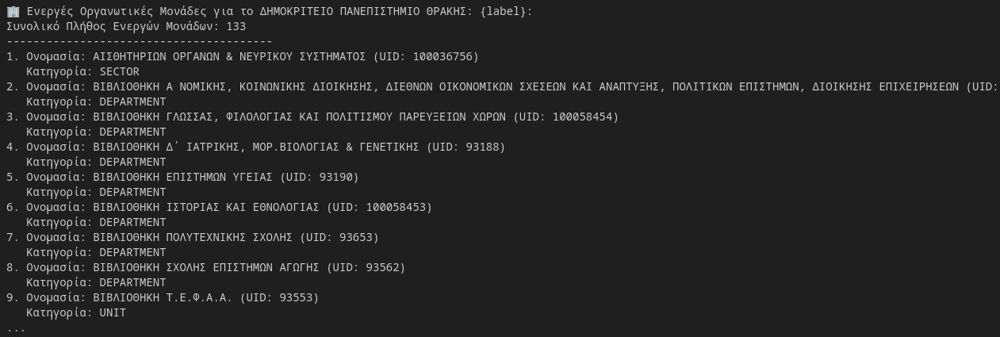 🏢 Ενεργές Οργανωτικές Μονάδες για το ΔΗΜΟΚΡΙΤΕΙΟ ΠΑΝΕΠΙΣΤΗΜΙΟ ΘΡΑΚΗΣ: {label}:
Συνολικό Πλήθος Ενεργών Μονάδων: 133
----------------------------------------
1. Ονομασία: ΑΙΣΘΗΤΗΡΙΩΝ ΟΡΓΑΝΩΝ & ΝΕΥΡΙΚΟΥ ΣΥΣΤΗΜΑΤΟΣ (UID: 100036756)
Κατηγορία: SECTOR
2. Ονομασία: ΒΙΒΛΙΟΘΗΚΗ Α ΝΟΜΙΚΗΣ, ΚΟΙΝΩΝΙΚΗΣ ΔΙΟΙΚΗΣΗΣ, ΔΙΕΘΝΩΝ ΟΙΚΟΝΟΜΙΚΩΝ ΣΧΕΣΕΩΝ ΚΑΙ ΑΝΑΠΤΥΞΗΣ, ΠΟΛΙΤΙΚΩΝ ΕΠΙΣΤΗΜΩΝ, ΔΙΟΙΚΗΣΗΣ ΕΠΙΧΕΙΡΗΣΕΩΝ (UID:
Κατηγορία: DEPARTMENT
3. Ονομασία: ΒΙΒΛΙΟΘΗΚΗ ΓΛΩΣΣΑΣ, ΦΙΛΟΛΟΓΙΑΣ ΚΑΙ ΠΟΛΙΤΙΣΜΟΥ ΠΑΡΕΥΞΕΙΩΝ ΧΩΡΩΝ (UID: 100058454)
Κατηγορία: DEPARTMENT
4. Ονομασία: ΒΙΒΛΙΟΘΗΚΗ Δ΄ ΙΑΤΡΙΚΗΣ, ΜΟΡ.ΒΙΟΛΟΓΙΑΣ & ΓΕΝΕΤΙΚΗΣ (UID: 93188)
Κατηγορία: DEPARTMENT
5. Ονομασία: ΒΙΒΛΙΟΘΗΚΗ ΕΠΙΣΤΗΜΩΝ ΥΓΕΙΑΣ (UID: 93190)
Κατηγορία: DEPARTMENT
6. Ονομασία: ΒΙΒΛΙΟΘΗΚΗ ΙΣΤΟΡΙΑΣ ΚΑΙ ΕΘΝΟΛΟΓΙΑΣ (UID: 100058453)
Κατηγορία: DEPARTMENT
7. Ονομασία: ΒΙΒΛΙΟΘΗΚΗ ΠΟΛΥΤΕΧΝΙΚΗΣ ΣΧΟΛΗΣ (UID: 93653)
Κατηγορία: DEPARTMENT
8. Ονομασία: ΒΙΒΛΙΟΘΗΚΗ ΣΧΟΛΗΣ ΕΠΙΣΤΗΜΩΝ ΑΓΩΓΗΣ (UID: 93562)
Κατηγορία: DEPARTMENT
9. Ονομασία: ΒΙΒΛΙΟΘΗΚΗ Τ.Ε.Φ.Α.Α. (UID: 93553)
Κατηγορία: UNIT
...